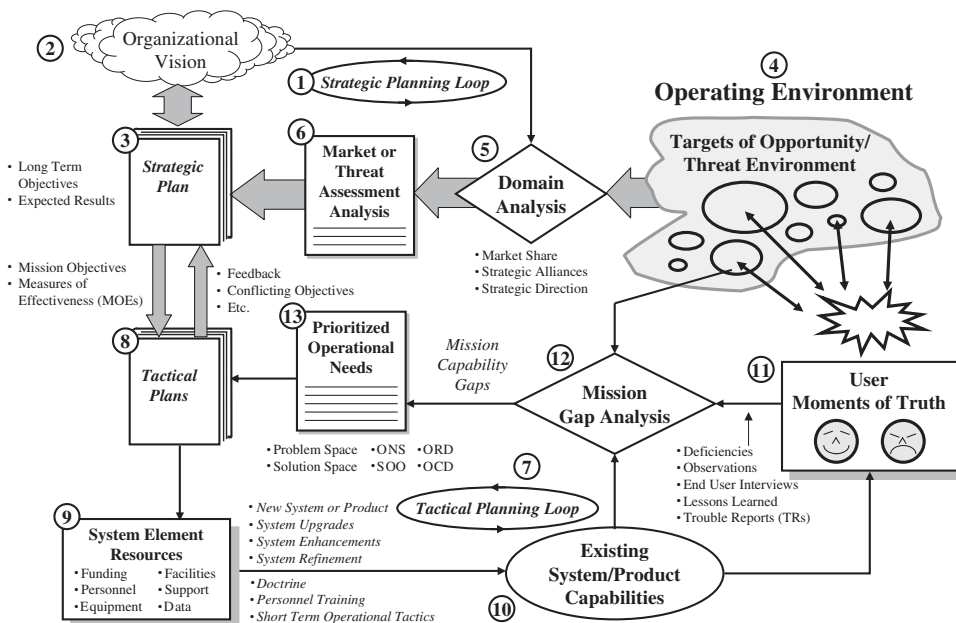 2
Organizational
Vision
1
Strategic Planning Loop
4
Operating Environment
Targets of Opportunity/
Threat Environment
3
Strategic
Plan
• Long Term
Objectives
• Expected Results
6
Market or
Threat
Assessment
Analysis
5
Domain
Analysis
• Market Share
• Strategic Alliances
• Strategic Direction
• Mission Objectives
• Measures of
Effectiveness (MOEs)
• Feedback
• Conflicting Objectives
• Etc.
8
Tactical
Plans
13
Prioritized
Operational
Needs
Mission
Capability
Gaps
12
Mission
Gap Analysis
11
User
Moments of Truth
• Problem Space • ONS • ORD
• Solution Space • SOO • OCD
7
Tactical Planning Loop
• Deficiencies
• Observations
• End User Interviews
• Lessons Learned
• Trouble Reports (TRs)
9
System Element
Resources
• Funding • Facilities
• Personnel • Support
• Equipment • Data
• New System or Product
• System Upgrades
• System Enhancements
• System Refinement
• Doctrine
• Personnel Training
• Short Term Operational Tactics
10
Existing
System/Product
Capabilities